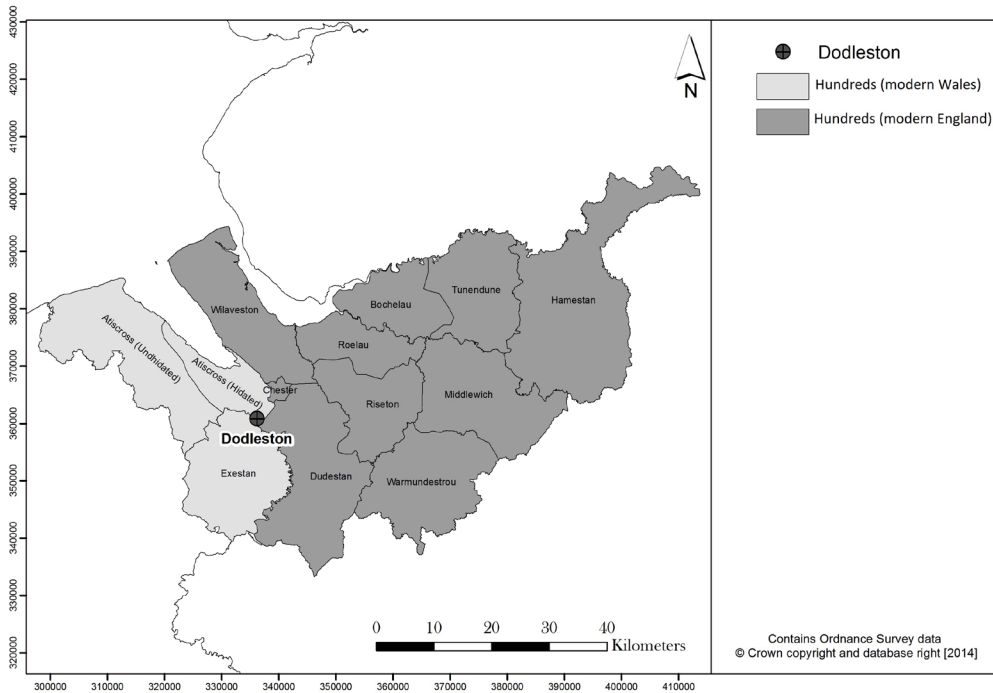 430000
420000
410000
400000
390000
380000
370000
360000
350000
340000
330000
320000
300000 310000 320000 330000 340000 350000 360000 370000 380000 390000 400000 410000
N
Wilaveston
Bochelau
Tunendune
Hamestan
Roelau
Atiscross (Undhidated)
Atiscross (Hidated)
Chester
Riseton
Middlewich
Dodleston
Exestan
Dudestan
Warmundestrou
0 10 20 30 40
Kilometers
Dodleston
Hundreds (modern Wales)
Hundreds (modern England)
Contains Ordnance Survey data
© Crown copyright and database right [2014]